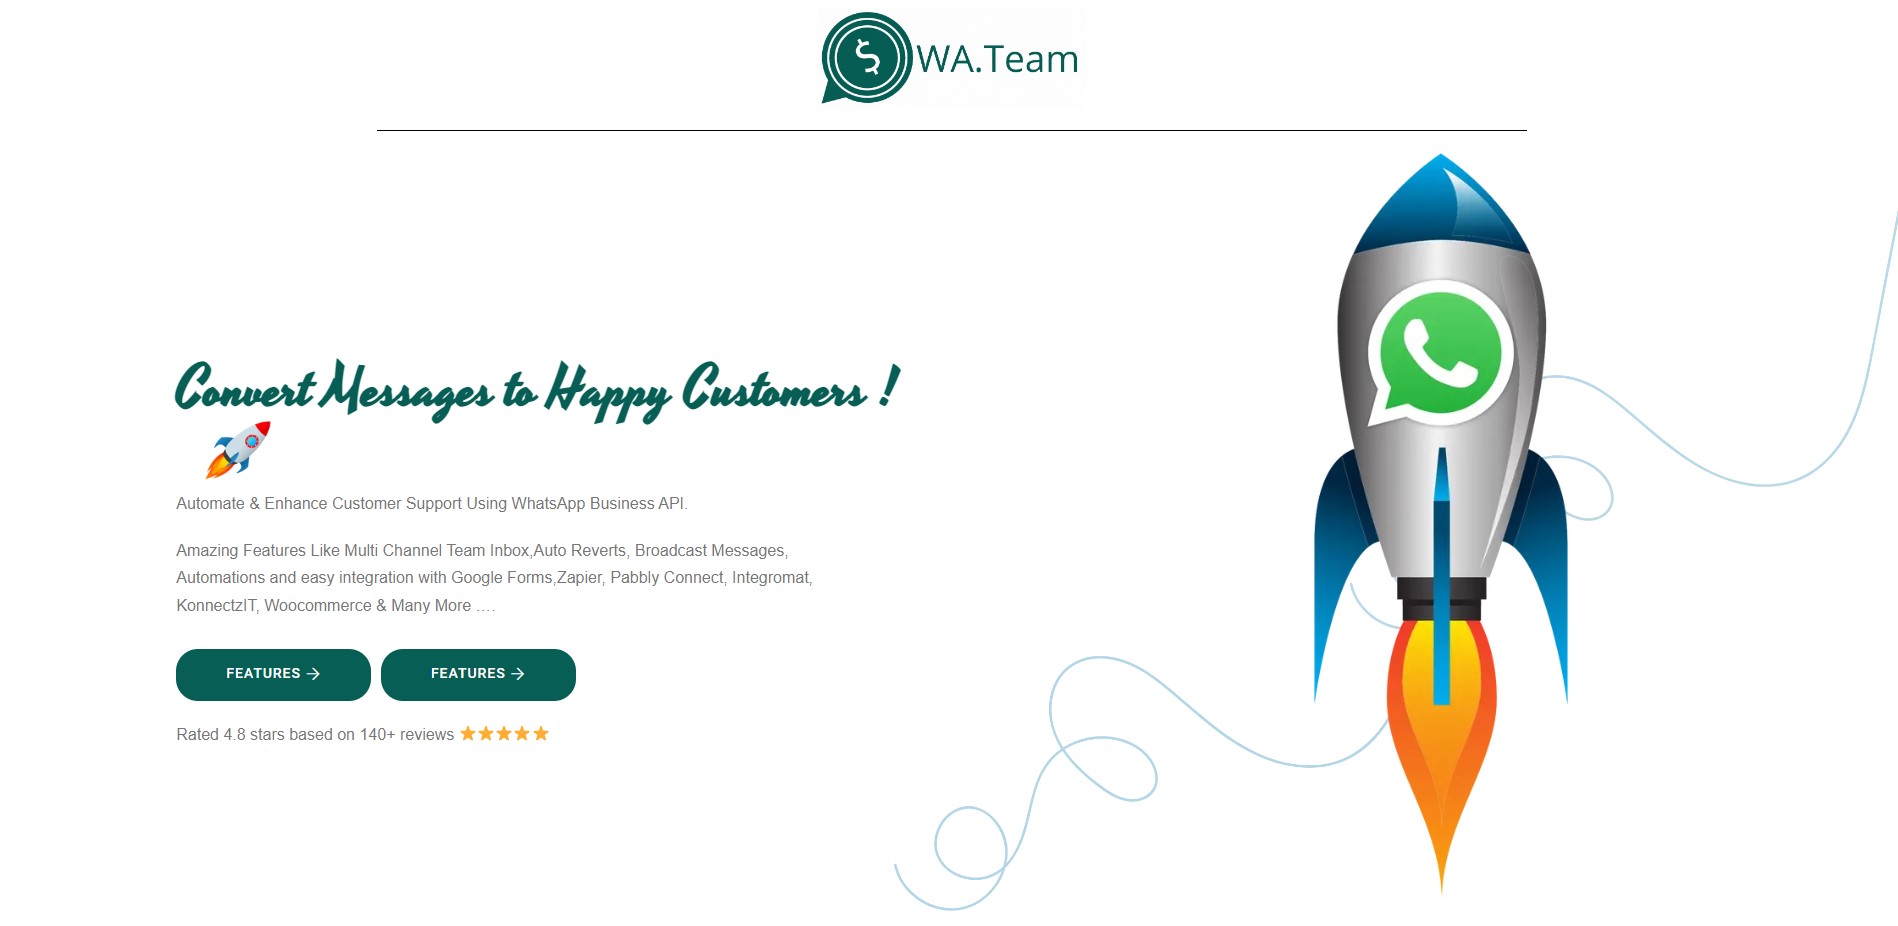 WA.Team
Convert Messages to Happy Customers !
Automate & Enhance Customer Support Using WhatsApp Business API.
Amazing Features Like Multi Channel Team Inbox,Auto Reverts, Broadcast Messages,
Automations and easy integration with Google Forms,Zapier, Pabbly Connect, Integromat,
KonnectzIT, Woocommerce & Many More ….
FEATURES → FEATURES →
Rated 4.8 stars based on 140+ reviews ⭐⭐⭐⭐⭐